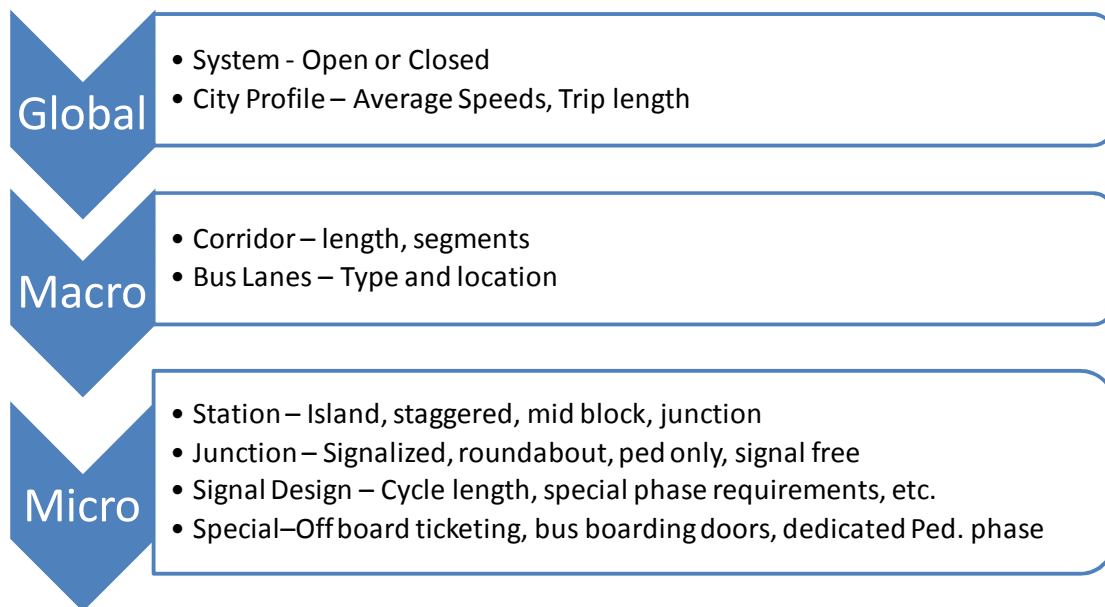 Global
• System - Open or Closed
• City Profile – Average Speeds, Trip length
Macro
• Corridor – length, segments
• Bus Lanes – Type and location
Micro
• Station – Island, staggered, mid block, junction
• Junction – Signalized, roundabout, ped only, signal free
• Signal Design – Cycle length, special phase requirements, etc.
• Special–Off board ticketing, bus boarding doors, dedicated Ped. phase